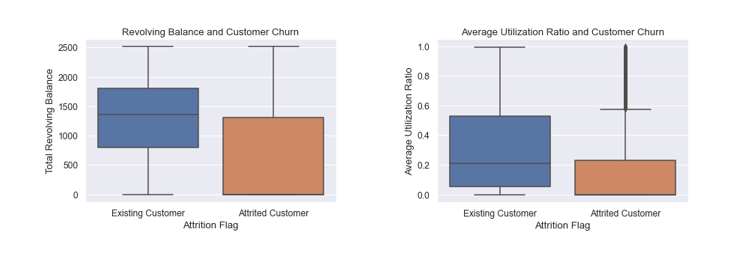 Revolving Balance and Customer Churn
2500
2000
1500
1000
500
0
Total Revolving Balance
Existing Customer
Attrited Customer
Attrition Flag
Average Utilization Ratio and Customer Churn
1.0
0.8
0.6
0.4
0.2
0.0
Average Utilization Ratio
Existing Customer
Attrited Customer
Attrition Flag